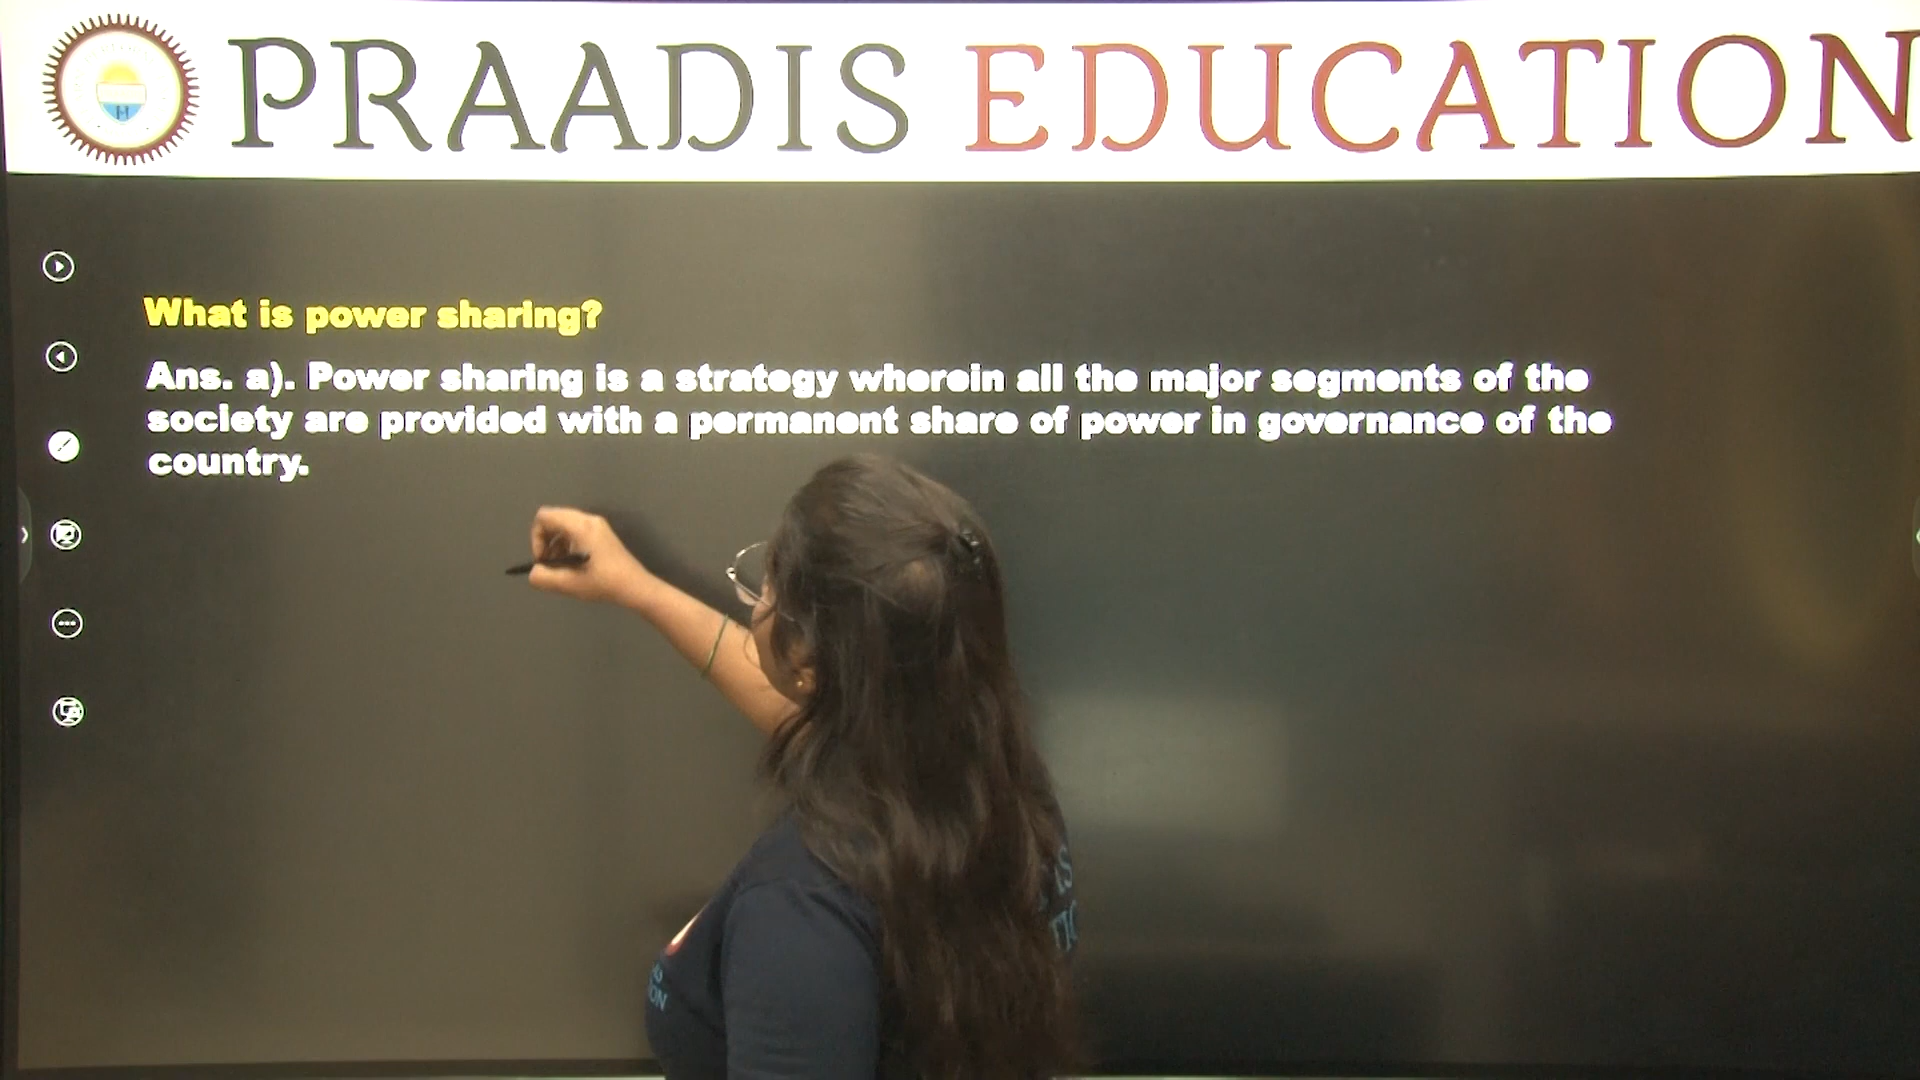 PRAADIS EDUCATION
What is power sharing?
Ans. a). Power sharing is a strategy wherein all the major segments of the
society are provided with a permanent share of power in governance of the
country.